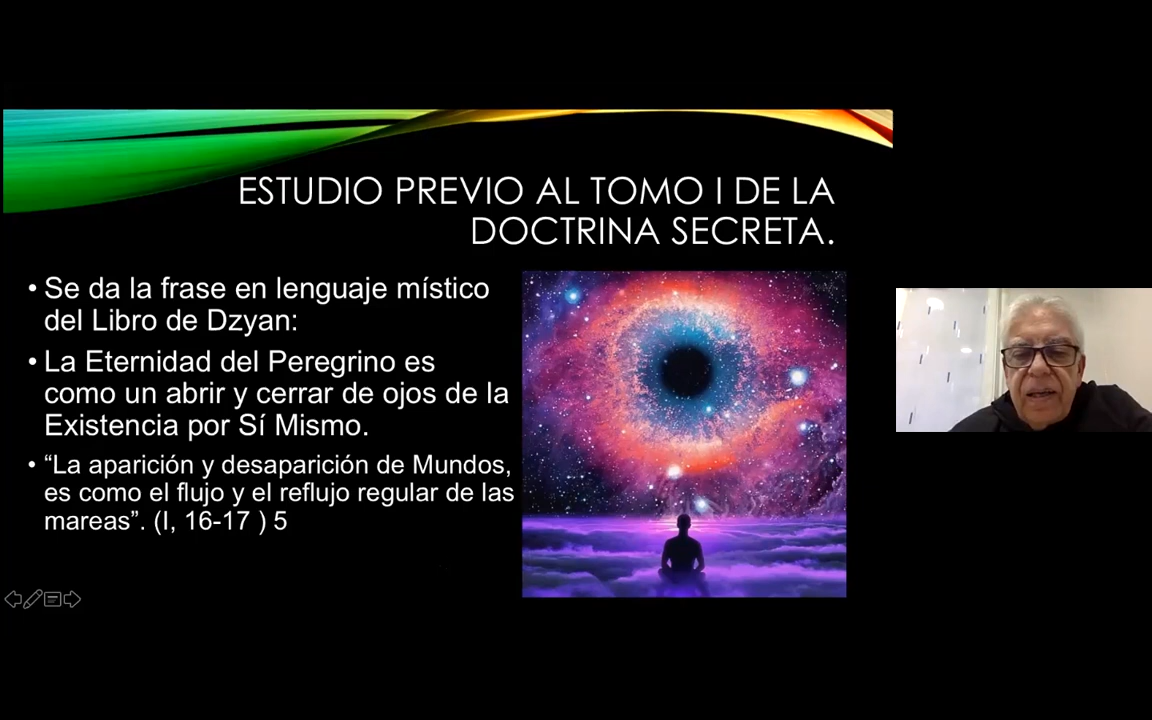 ESTUDIO PREVIO AL TOMO I DE LA
DOCTRINA SECRETA.
• Se da la frase en lenguaje místico
del Libro de Dzyan:
• La Eternidad del Peregrino es
como un abrir y cerrar de ojos de la
Existencia por Sí Mismo.
• “La aparición y desaparición de Mundos,
es como el flujo y el reflujo regular de las
mareas”. (I, 16-17 ) 5